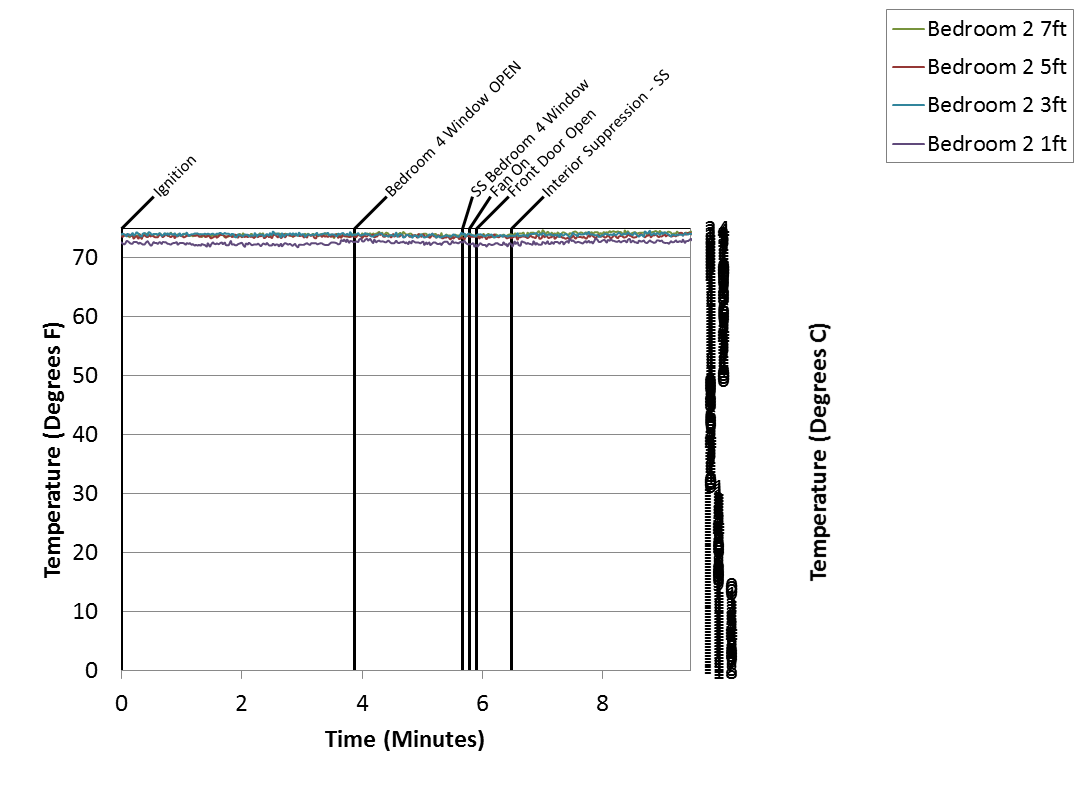 Bedroom 2 7ft
Bedroom 2 5ft
Bedroom 2 3ft
Bedroom 2 1ft
Ignition
Bedroom 4 Window OPEN
SS Bedroom 4 Window
Fan On
Front Door Open
Interior Suppression - SS
70
60
50
40
30
20
10
0
Temperature (Degrees F)
Temperature (Degrees C)
0 2 4 6 8
Time (Minutes)